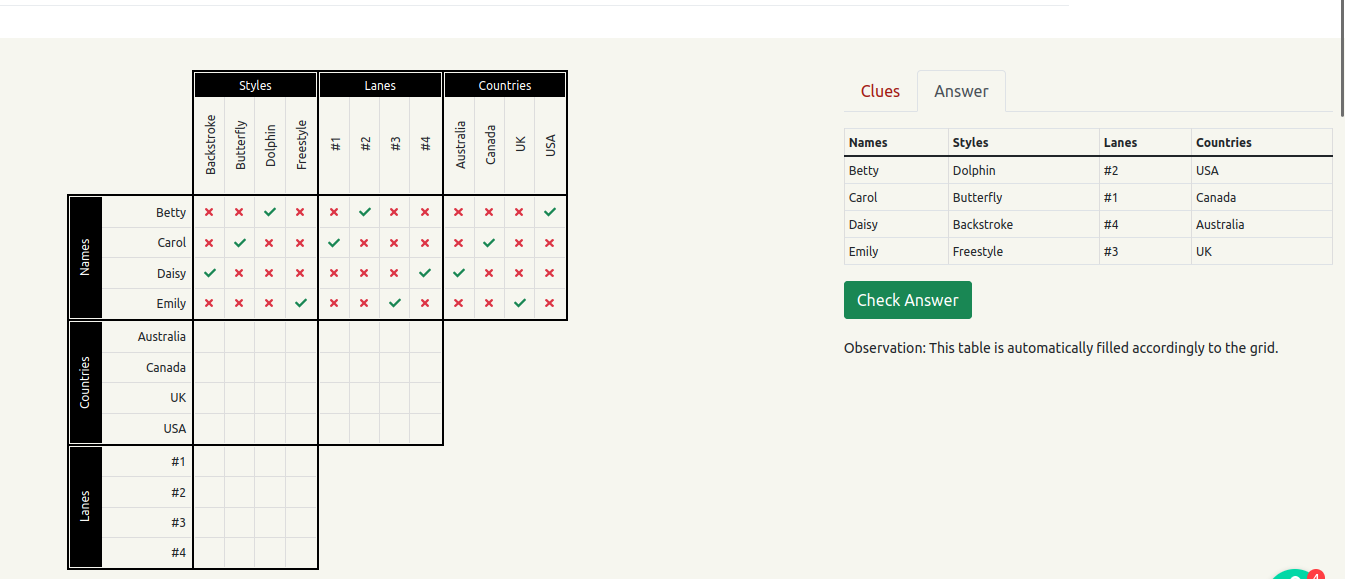 Styles Lanes Countries
Backstroke Butterfly Dolphin Freestyle #1 #2 #3 #4 Australia Canada UK USA
Names
Betty
Carol
Daisy
Emily
Countries
Australia
Canada
UK
USA
Lanes
#1
#2
#3
#4
Clues Answer
Names Styles Lanes Countries
Betty Dolphin #2 USA
Carol Butterfly #1 Canada
Daisy Backstroke #4 Australia
Emily Freestyle #3 UK
Check Answer
Observation: This table is automatically filled accordingly to the grid.
4